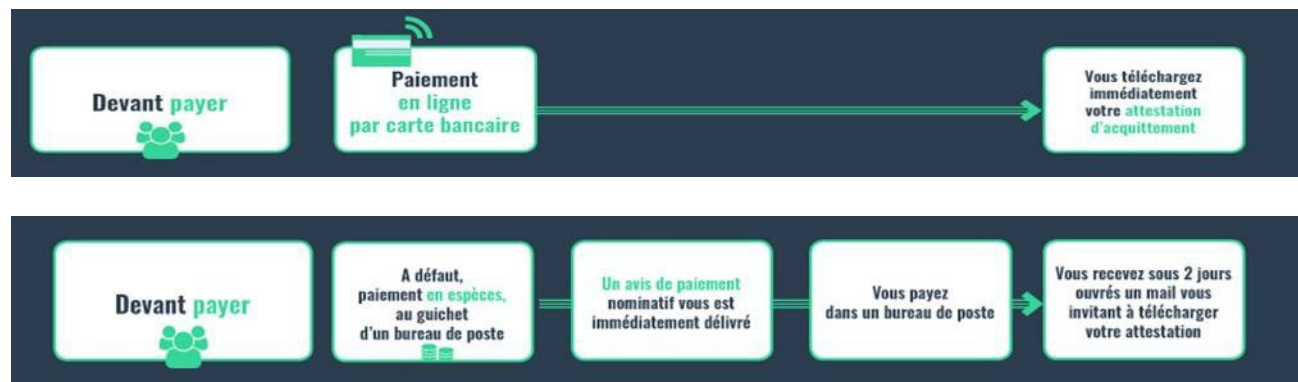 Devant payer
Paiement
en ligne
par carte bancaire
Vous téléchargez
immédiatement
votre attestation
d'acquittement
Devant payer
A défaut,
paiement en espèces,
au guichet
d'un bureau de poste
Un avis de paiement
nominatif vous est
immédiatement délivré
Vous payez
dans un bureau de poste
Vous recevez sous 2 jours
ouvrés un mail vous
invitant à télécharger
votre attestation